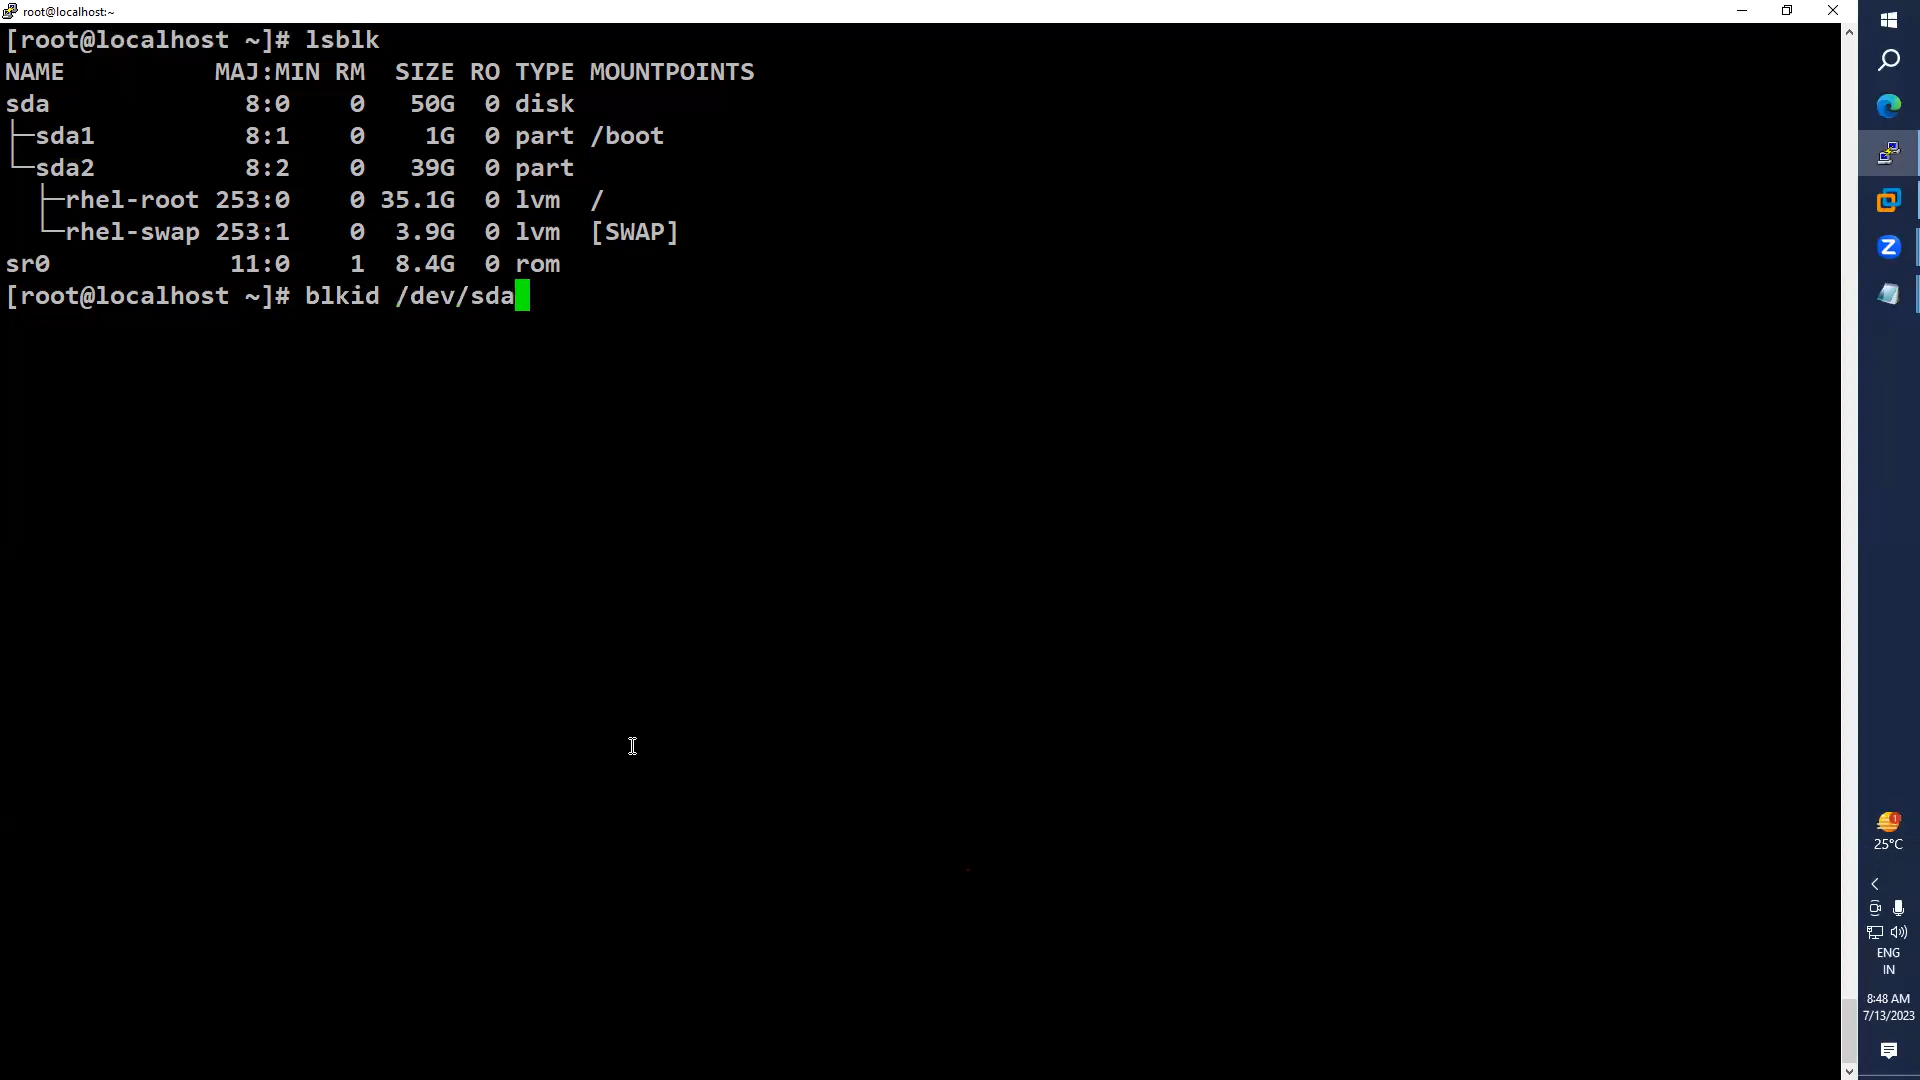 root@localhost:~
[root@localhost ~]# lsblk
NAME          MAJ:MIN RM  SIZE RO TYPE MOUNTPOINTS
sda             8:0    0   50G  0 disk
├─sda1          8:1    0    1G  0 part /boot
└─sda2          8:2    0   39G  0 part
  ├─rhel-root 253:0    0 35.1G  0 lvm  /
  └─rhel-swap 253:1    0  3.9G  0 lvm  [SWAP]
sr0            11:0    1  8.4G  0 rom
[root@localhost ~]# blkid /dev/sda
Z
1
25°C
ENG
IN
8:48 AM
7/13/2023